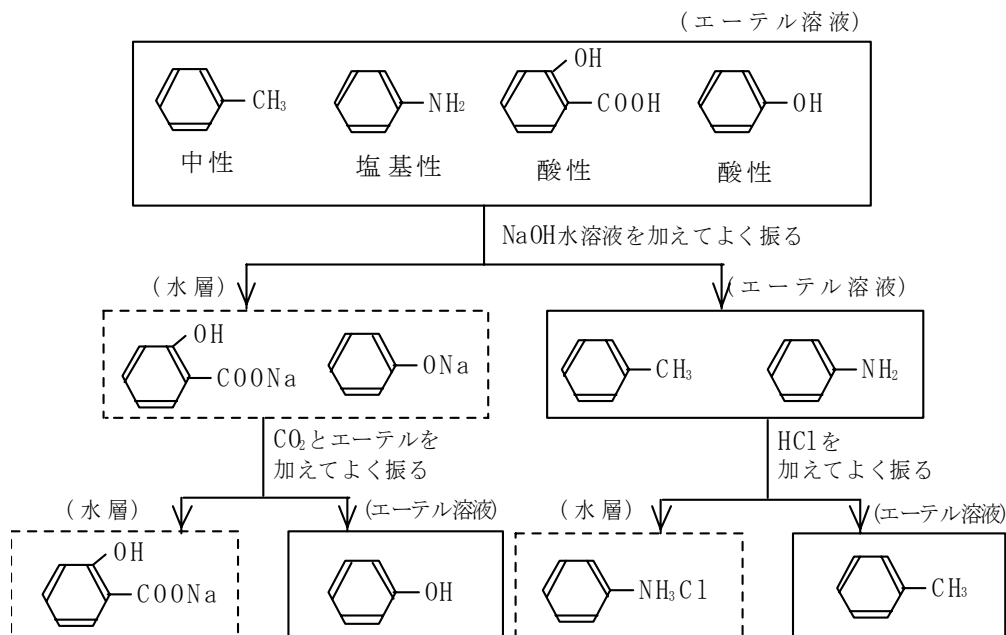 (エーテル溶液)
CH₃ NH₂ OH COOH OH
中性 塩基性 酸性 酸性
NaOH水溶液を加えてよく振る
(水層) (エーテル溶液)
OH COONa ONa CH₃ NH₂
CO₂とエーテルを
加えてよく振る
HClを
加えてよく振る
(水層) (エーテル溶液) (水層) (エーテル溶液)
OH COONa OH NH₃Cl CH₃